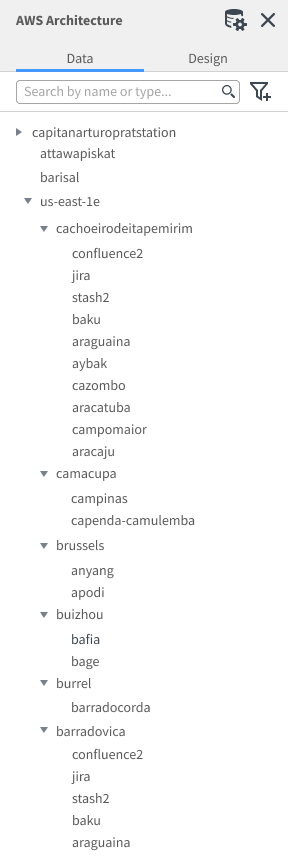 AWS Architecture
Data
Design
Search by name or type...
capitanarturopratstation
attawapiskat
barisal
us-east-1e
cachoeirodeitapemirim
confluence2
jira
stash2
baku
araguaina
aybak
cazombo
aracatuba
campomaior
aracaju
camacupa
campinas
capenda-camulemba
brussels
anyang
apodi
buizhou
bafia
bage
burrel
barradocorda
barradovica
confluence2
jira
stash2
baku
araguaina